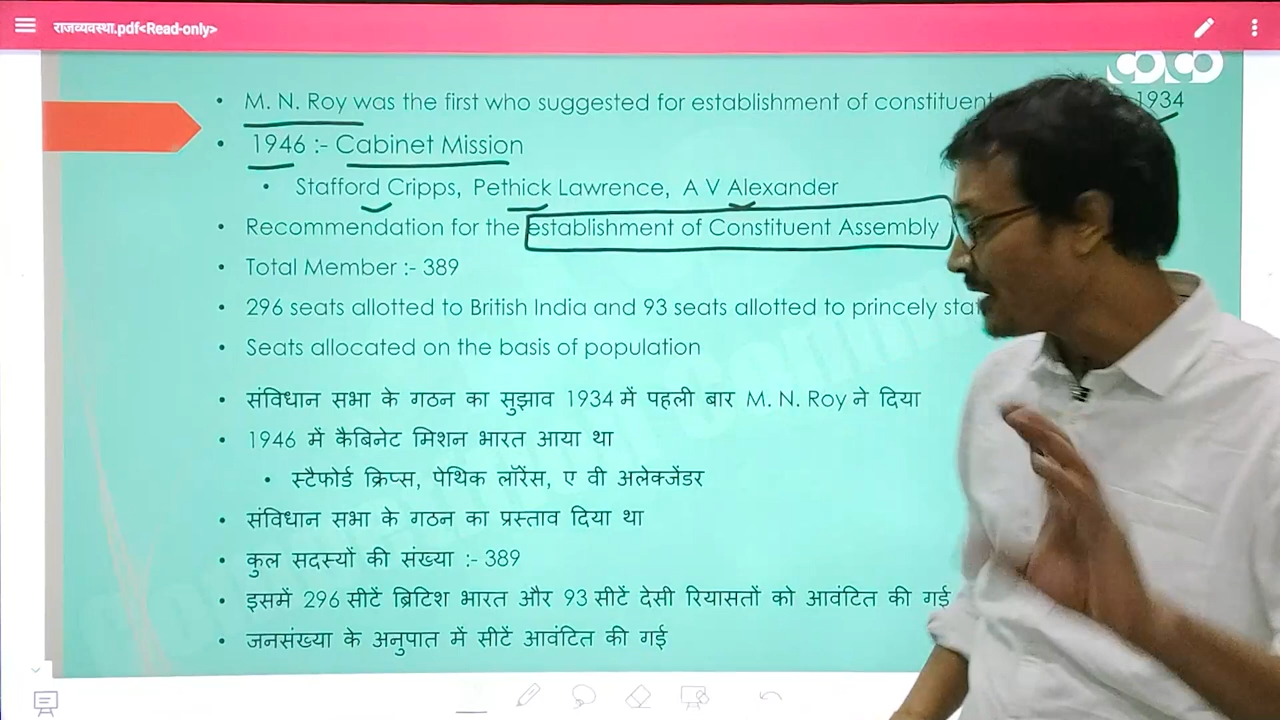 राजव्यवस्था.pdf<Read-only>
• M. N. Roy was the first who suggested for establishment of constituent 1934
• 1946 :- Cabinet Mission
• Stafford Cripps, Pethick Lawrence, A V Alexander
• Recommendation for the establishment of Constituent Assembly
• Total Member :- 389
• 296 seats allotted to British India and 93 seats allotted to princely
• Seats allocated on the basis of population
• संविधान सभा के गठन का सुझाव 1934 में पहली बार M. N. Roy ने दिया
• 1946 में कैबिनेट मिशन भारत आया था
• स्टैफोर्ड क्रिप्स, पेथिक लॉरेंस, ए वी अलेक्जेंडर
• संविधान सभा के गठन का प्रस्ताव दिया था
• कुल सदस्यों की संख्या :- 389
• इसमें 296 सीटें ब्रिटिश भारत और 93 सीटें देसी रियासतों को आवंटित की गई
• जनसंख्या के अनुपात में सीटें आवंटित की गई